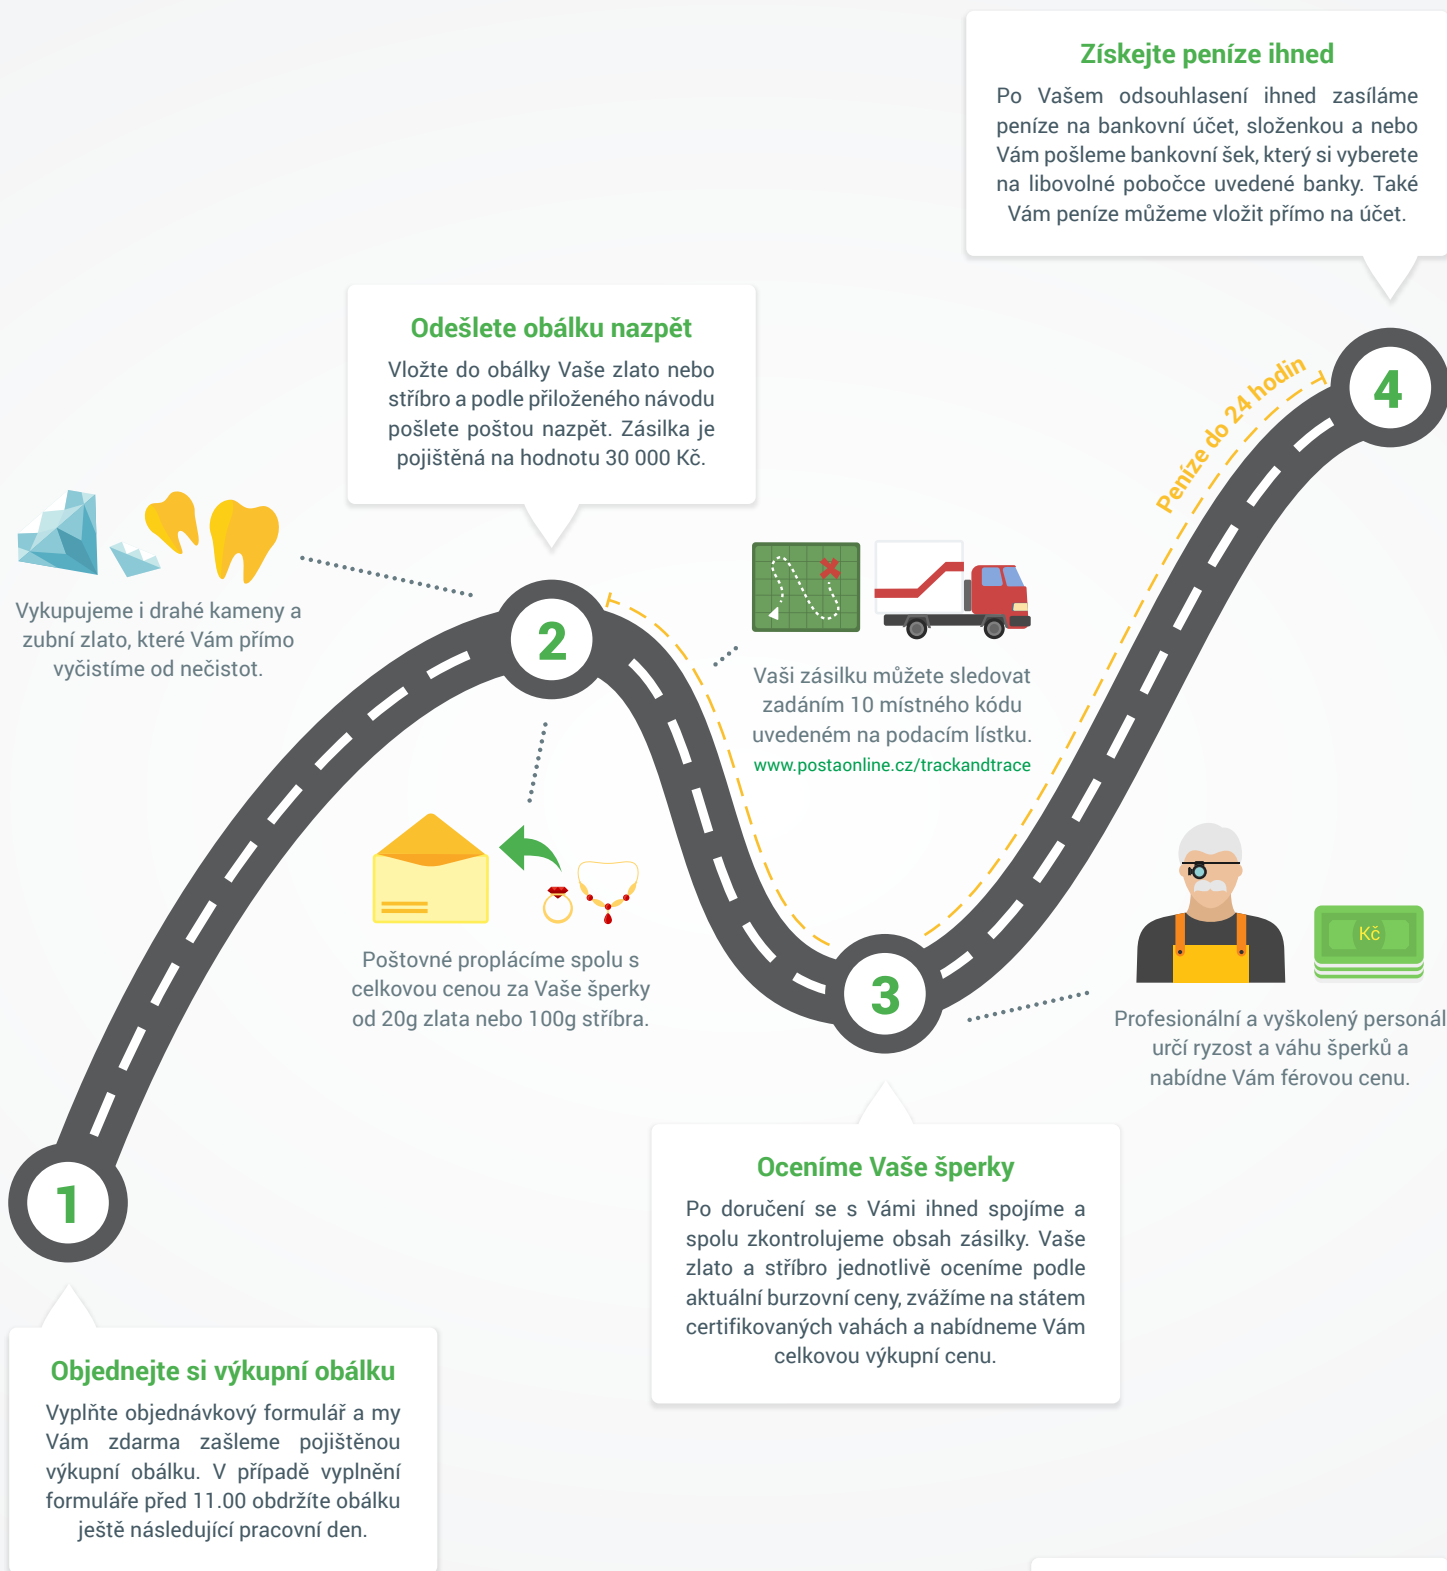 Získejte peníze ihned
Po Vašem odsouhlasení ihned zasíláme
peníze na bankovní účet, složenkou a nebo
Vám pošleme bankovní šek, který si vyberete
na libovolné pobočce uvedené banky. Také
Vám peníze můžeme vložit přímo na účet.
4
Peníze do 24 hodin
Odešlete obálku nazpět
Vložte do obálky Vaše zlato nebo
stříbro a podle přiloženého návodu
pošlete poštou nazpět. Zásilka je
pojištěná na hodnotu 30 000 Kč.
2
Vykupujeme i drahé kameny a
zubní zlato, které Vám přímo
vyčistíme od nečistot.
Vaši zásilku můžete sledovat
zadáním 10 místného kódu
uvedeném na podacím lístku.
www.postaonline.cz/trackandtrace
Poštovné proplácíme spolu s
celkovou cenou za Vaše šperky
od 20g zlata nebo 100g stříbra.
Kč
Profesionální a vyškolený personál
určí ryzost a váhu šperků a
nabídne Vám férovou cenu.
3
Oceníme Vaše šperky
Po doručení se s Vámi ihned spojíme a
spolu zkontrolujeme obsah zásilky. Vaše
zlato a stříbro jednotlivě oceníme podle
aktuální burzovní ceny, zvážíme na státem
certifikovaných vahách a nabídneme Vám
celkovou výkupní cenu.
1
Objednejte si výkupní obálku
Vyplňte objednávkový formulář a my
Vám zdarma zašleme pojištěnou
výkupní obálku. V případě vyplnění
formuláře před 11.00 obdržíte obálku
ještě následující pracovní den.